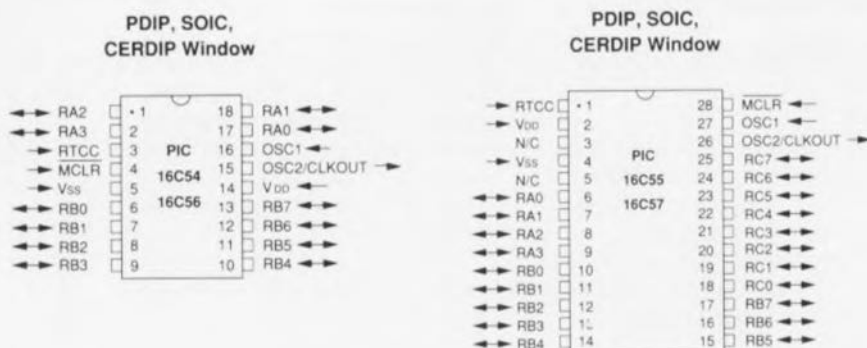 PDIP, SOIC,
CERDIP Window
RA2 • 1 18 RA1
RA3 2 17 RA0
RTCC 3 PIC 16 OSC1
MCLR 4 15 OSC2/CLKOUT
Vss 5 16C54 14 VDD
RB0 6 16C56 13 RB7
RB1 7 12 RB6
RB2 8 11 RB5
RB3 9 10 RB4
PDIP, SOIC,
CERDIP Window
RTCC • 1 28 MCLR
VDD 2 27 OSC1
N/C 3 26 OSC2/CLKOUT
Vss 4 PIC 25 RC7
N/C 5 16C55 24 RC6
RA0 6 16C57 23 RC5
RA1 7 22 RC4
RA2 8 21 RC3
RA3 9 20 RC2
RB0 10 19 RC1
RB1 11 18 RC0
RB2 12 17 RB7
RB3 16 RB6
RB4 14 15 RB5